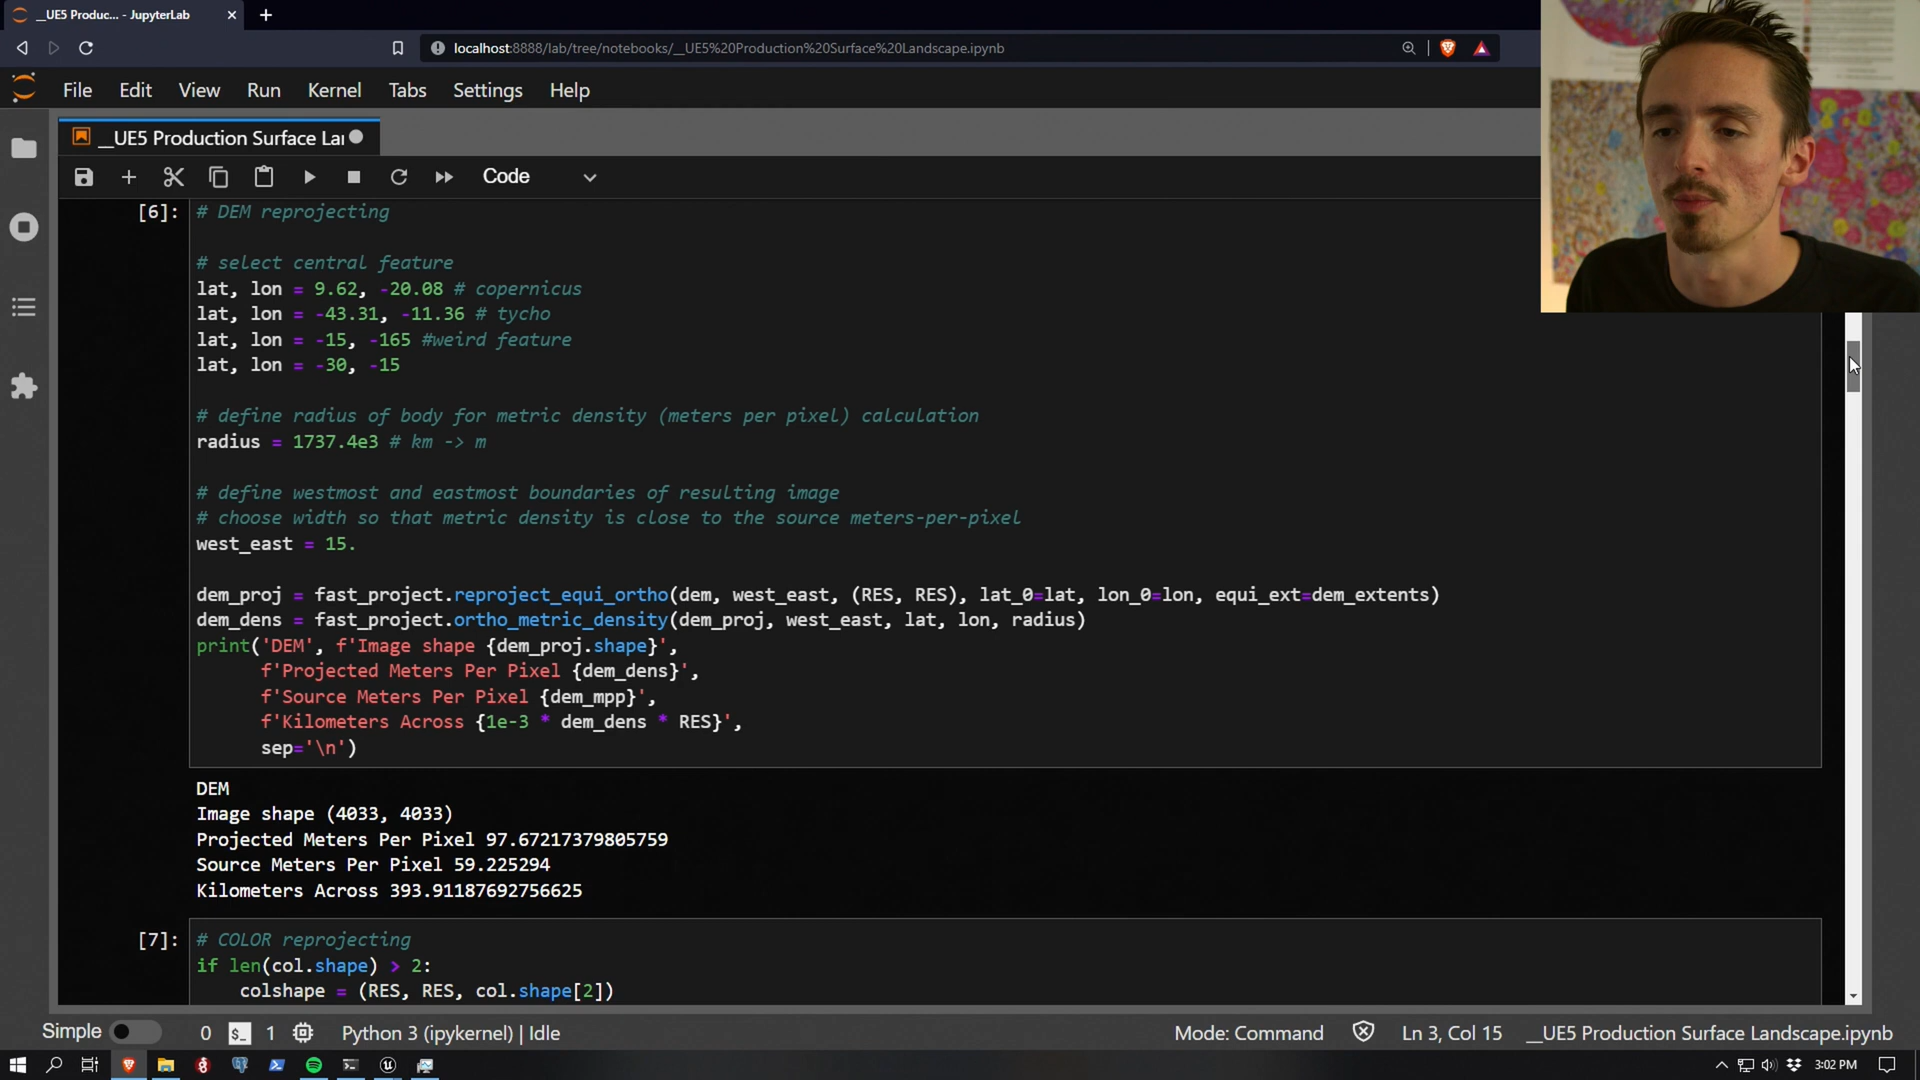 __UE5 Produc... - JupyterLab
localhost:8888/lab/tree/notebooks/__UE5%20Production%20Surface%20Landscape.ipynb
File Edit View Run Kernel Tabs Settings Help
__UE5 Production Surface Lan
Code
[6]: # DEM reprojecting
# select central feature
lat, lon = 9.62, -20.08 # copernicus
lat, lon = -43.31, -11.36 # tycho
lat, lon = -15, -165 #weird feature
lat, lon = -30, -15
# define radius of body for metric density (meters per pixel) calculation
radius = 1737.4e3 # km -> m
# define westmost and eastmost boundaries of resulting image
# choose width so that metric density is close to the source meters-per-pixel
west_east = 15.
dem_proj = fast_project.reproject_equi_ortho(dem, west_east, (RES, RES), lat_0=lat, lon_0=lon, equi_ext=dem_extents)
dem_dens = fast_project.ortho_metric_density(dem_proj, west_east, lat, lon, radius)
print('DEM', f'Image shape {dem_proj.shape}',
f'Projected Meters Per Pixel {dem_dens}',
f'Source Meters Per Pixel {dem_mpp}',
f'Kilometers Across {1e-3 * dem_dens * RES}',
sep='\n')
DEM
Image shape (4033, 4033)
Projected Meters Per Pixel 97.67217379805759
Source Meters Per Pixel 59.225294
Kilometers Across 393.91187692756625
[7]: # COLOR reprojecting
if len(col.shape) > 2:
colshape = (RES, RES, col.shape[2])
Simple 0 $_ 1 Python 3 (ipykernel) | Idle Mode: Command Ln 3, Col 15 __UE5 Production Surface Landscape.ipynb
3:02 PM